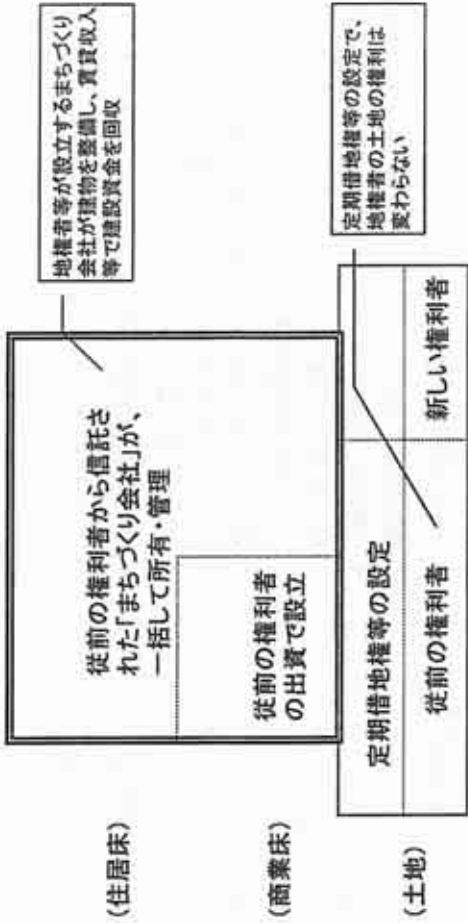 地権者等が設立するまちづくり
会社が建物を整備し、賃貸収入
等で建設資金を回収
(住居床)
従前の権利者から信託さ
れた「まちづくり会社」が、
一括して所有・管理
(商業床)
従前の権利者
の出資で設立
定期借地権等の設定で、
地権者の土地の権利は
変わらない
(土地)
定期借地権等の設定
従前の権利者
新しい権利者